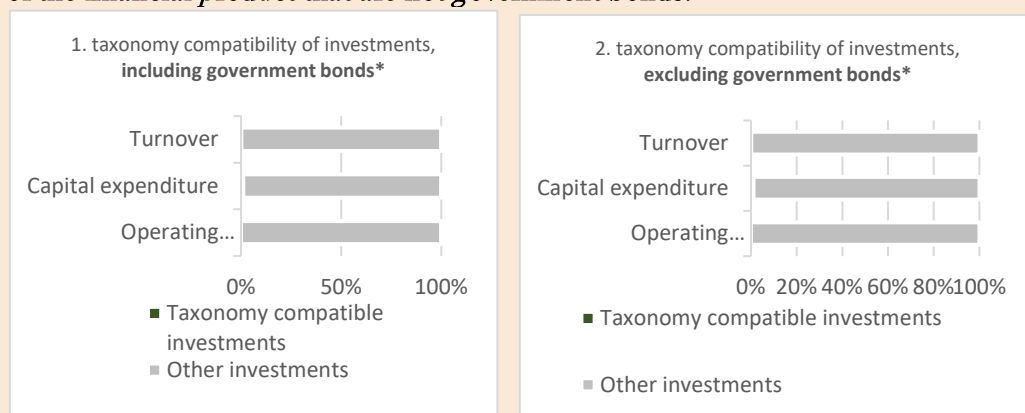 of the financial product that are not government bonds.
1. taxonomy compatibility of investments,
including government bonds*
Turnover
Capital expenditure
Operating...
0% 50% 100%
Taxonomy compatible
investments
Other investments
2. taxonomy compatibility of investments,
excluding government bonds*
Turnover
Capital expenditure
Operating...
0% 20% 40% 60% 80%100%
Taxonomy compatible investments
Other investments